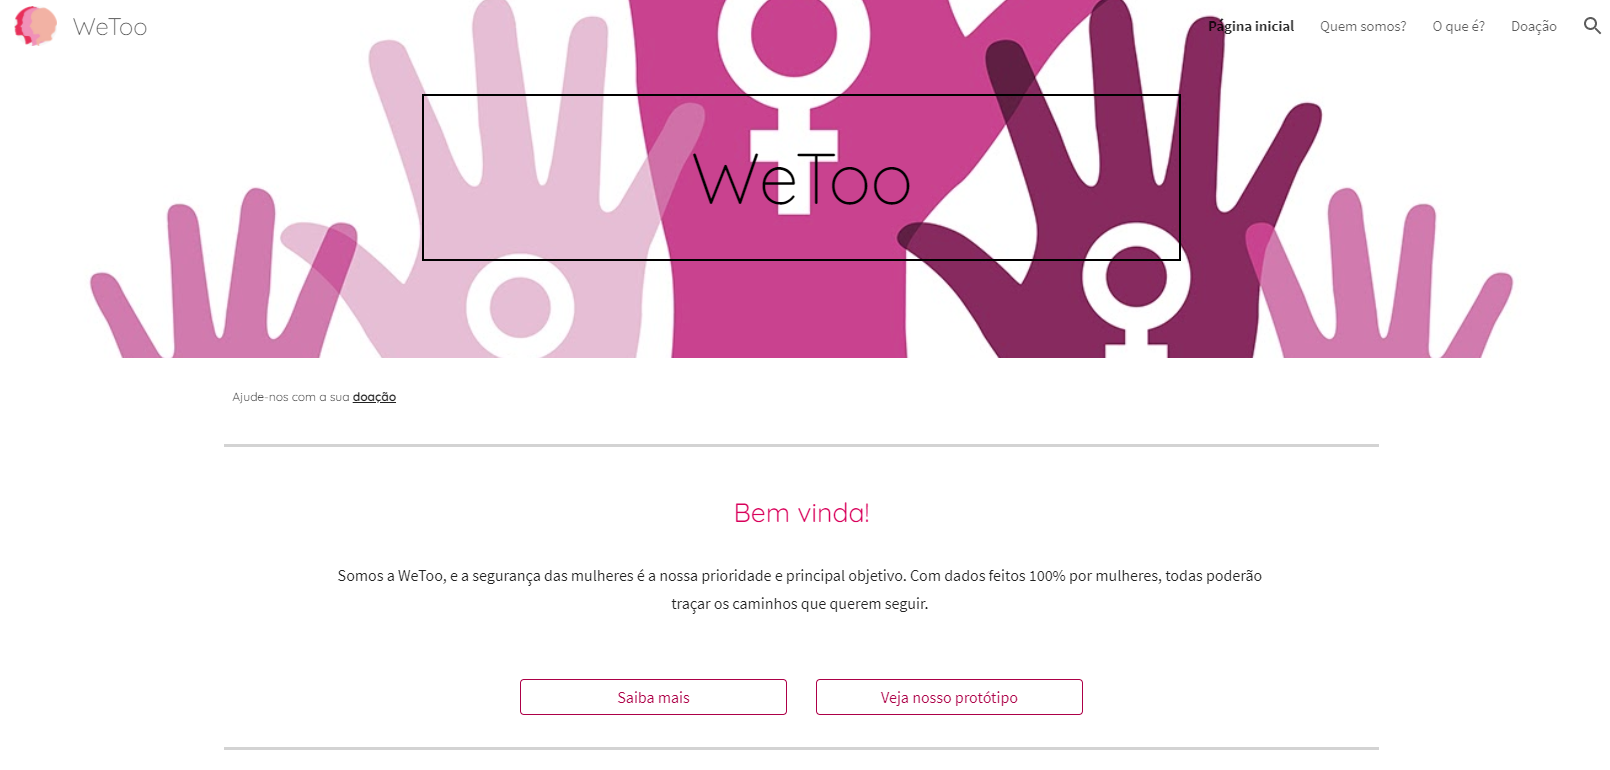 WeToo
Página inicial
Quem somos?
O que é?
Doação
WeToo
Ajude-nos com a sua doação
Bem vinda!
Somos a WeToo, e a segurança das mulheres é a nossa prioridade e principal objetivo. Com dados feitos 100% por mulheres, todas poderão
traçar os caminhos que querem seguir.
Saiba mais
Veja nosso protótipo